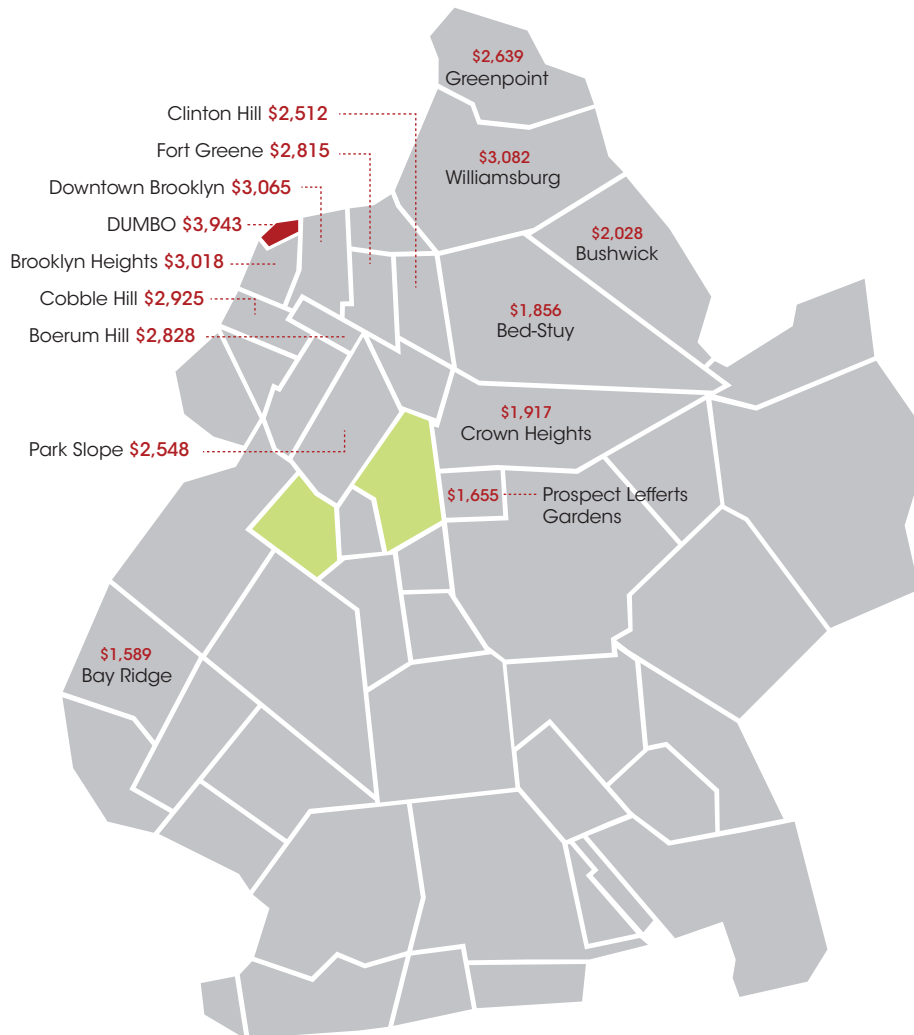 $2,639
Greenpoint
Clinton Hill $2,512
Fort Greene $2,815
$3,082
Williamsburg
Downtown Brooklyn $3,065
DUMBO $3,943
$2,028
Bushwick
Brooklyn Heights $3,018
Cobble Hill $2,925
$1,856
Bed-Stuy
Boerum Hill $2,828
$1,917
Crown Heights
Park Slope $2,548
$1,655 Prospect Lefferts
Gardens
$1,589
Bay Ridge